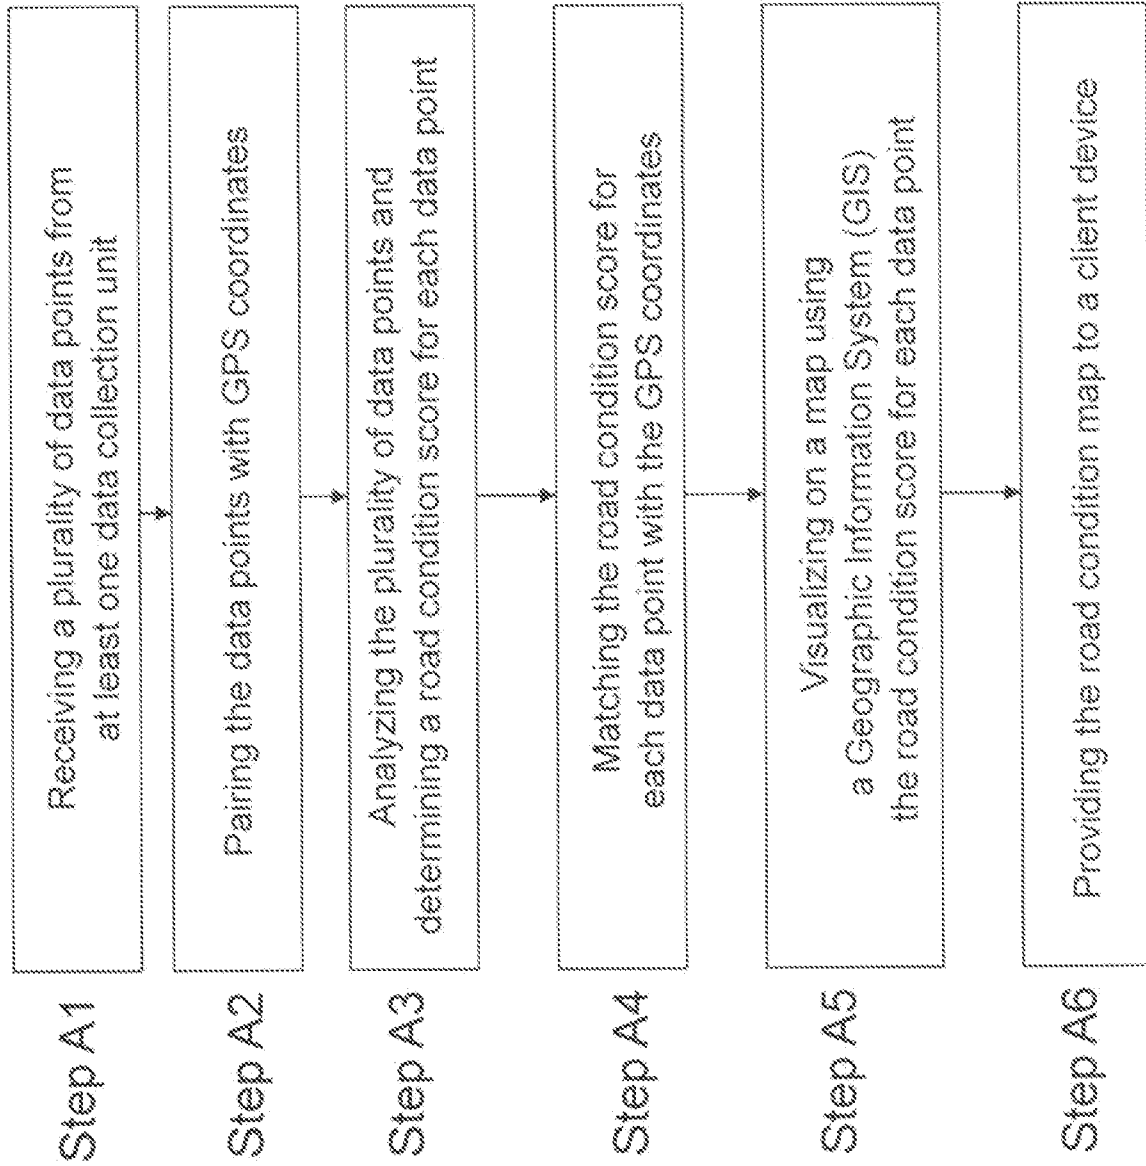 Step A1
Receiving a plurality of data points from
at least one data collection unit
Step A2
Pairing the data points with GPS coordinates
Step A3
Analyzing the plurality of data points and
determining a road condition score for each data point
Step A4
Matching the road condition score for
each data point with the GPS coordinates
Step A5
Visualizing on a map using
a Geographic Information System (GIS)
the road condition score for each data point
Step A6
Providing the road condition map to a client device